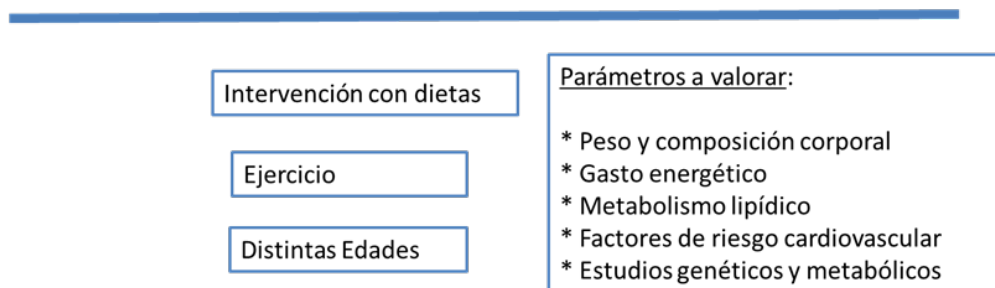 Intervención con dietas
Ejercicio
Distintas Edades
Parámetros a valorar:
* Peso y composición corporal
* Gasto energético
* Metabolismo lipídico
* Factores de riesgo cardiovascular
* Estudios genéticos y metabólicos